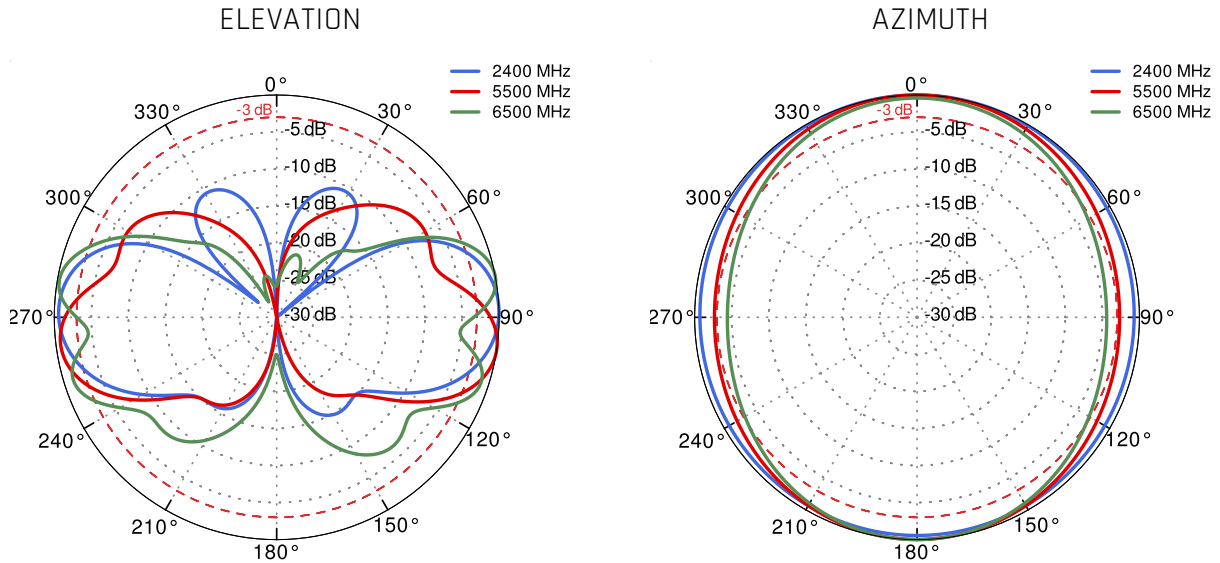 ELEVATION
2400 MHz
5500 MHz
6500 MHz
0°
30°
60°
90°
120°
150°
180°
210°
240°
270°
300°
330°
-3 dB
-5 dB
-10 dB
-15 dB
-20 dB
-25 dB
-30 dB
AZIMUTH
2400 MHz
5500 MHz
6500 MHz
0°
30°
60°
90°
120°
150°
180°
210°
240°
270°
300°
330°
-3 dB
-5 dB
-10 dB
-15 dB
-20 dB
-25 dB
-30 dB